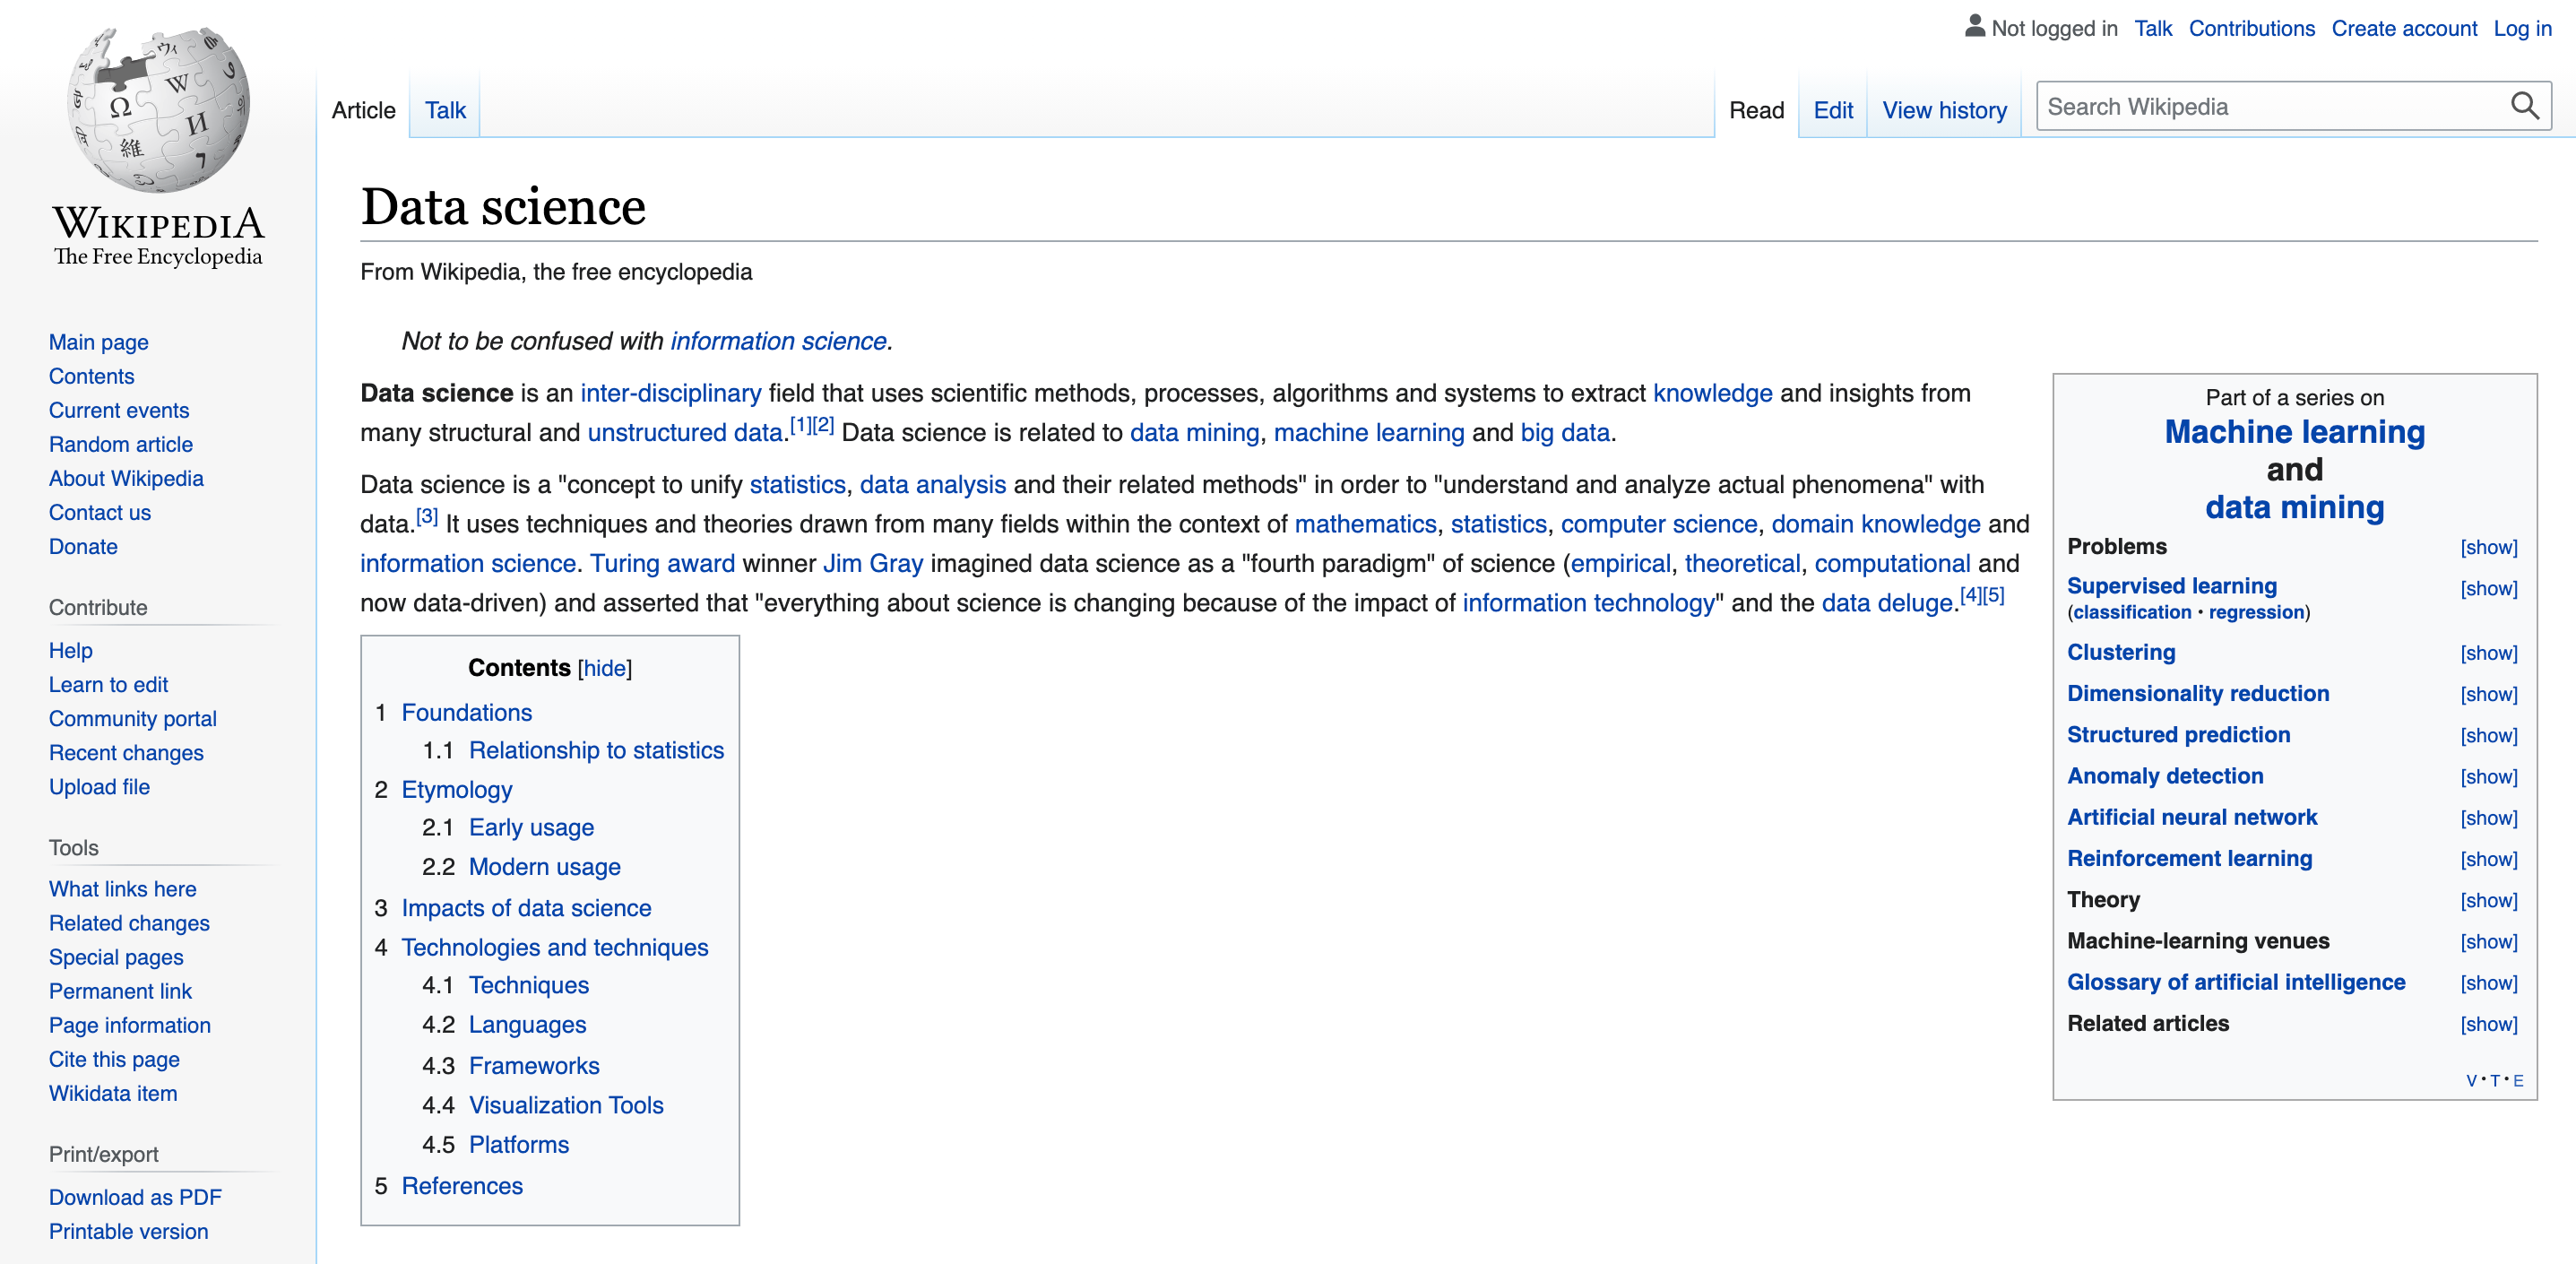 Not logged in Talk Contributions Create account Log in
Article Talk
Read Edit View history Search Wikipedia
WIKIPEDIA
The Free Encyclopedia
Main page
Contents
Current events
Random article
About Wikipedia
Contact us
Donate
Contribute
Help
Learn to edit
Community portal
Recent changes
Upload file
Tools
What links here
Related changes
Special pages
Permanent link
Page information
Cite this page
Wikidata item
Print/export
Download as PDF
Printable version
Data science
From Wikipedia, the free encyclopedia
Not to be confused with information science.
Data science is an inter-disciplinary field that uses scientific methods, processes, algorithms and systems to extract knowledge and insights from
many structural and unstructured data.[1][2] Data science is related to data mining, machine learning and big data.
Data science is a "concept to unify statistics, data analysis and their related methods" in order to "understand and analyze actual phenomena" with
data.[3] It uses techniques and theories drawn from many fields within the context of mathematics, statistics, computer science, domain knowledge and
information science. Turing award winner Jim Gray imagined data science as a "fourth paradigm" of science (empirical, theoretical, computational and
now data-driven) and asserted that "everything about science is changing because of the impact of information technology" and the data deluge.[4][5]
Contents [hide]
1 Foundations
1.1 Relationship to statistics
2 Etymology
2.1 Early usage
2.2 Modern usage
3 Impacts of data science
4 Technologies and techniques
4.1 Techniques
4.2 Languages
4.3 Frameworks
4.4 Visualization Tools
4.5 Platforms
5 References
Part of a series on
Machine learning
and
data mining
Problems [show]
Supervised learning [show]
(classification • regression)
Clustering [show]
Dimensionality reduction [show]
Structured prediction [show]
Anomaly detection [show]
Artificial neural network [show]
Reinforcement learning [show]
Theory [show]
Machine-learning venues [show]
Glossary of artificial intelligence [show]
Related articles [show]
V • T • E